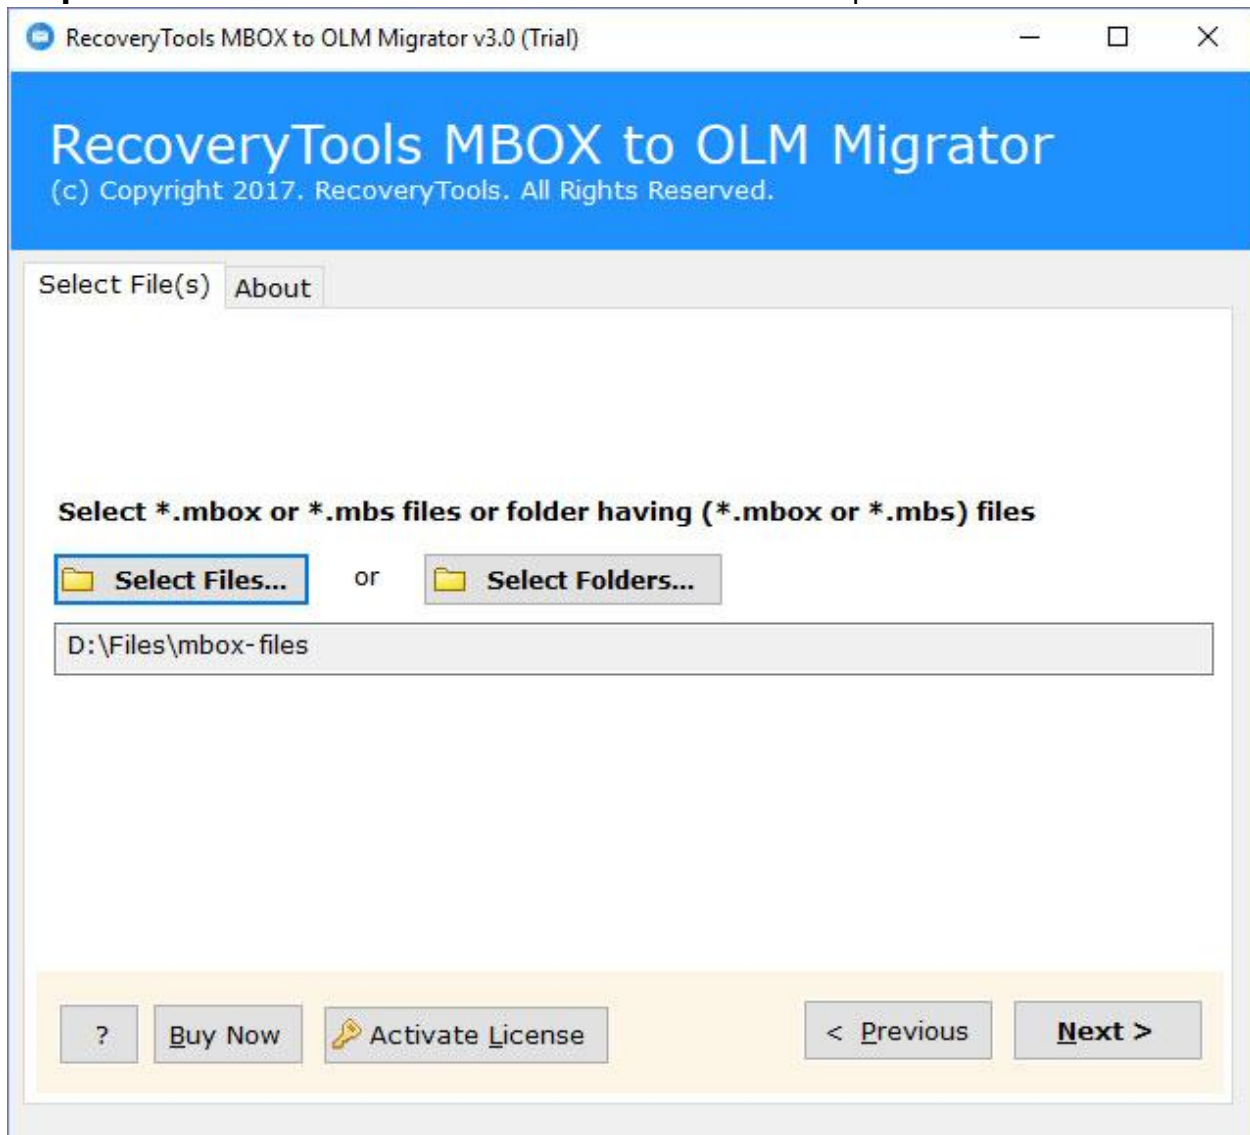 RecoveryTools MBOX to OLM Migrator v3.0 (Trial)
RecoveryTools MBOX to OLM Migrator
(c) Copyright 2017. RecoveryTools. All Rights Reserved.
Select File(s) About
Select *.mbox or *.mbs files or folder having (*.mbox or *.mbs) files
Select Files... or Select Folders...
D:\Files\mbox-files
? Buy Now Activate License < Previous Next >